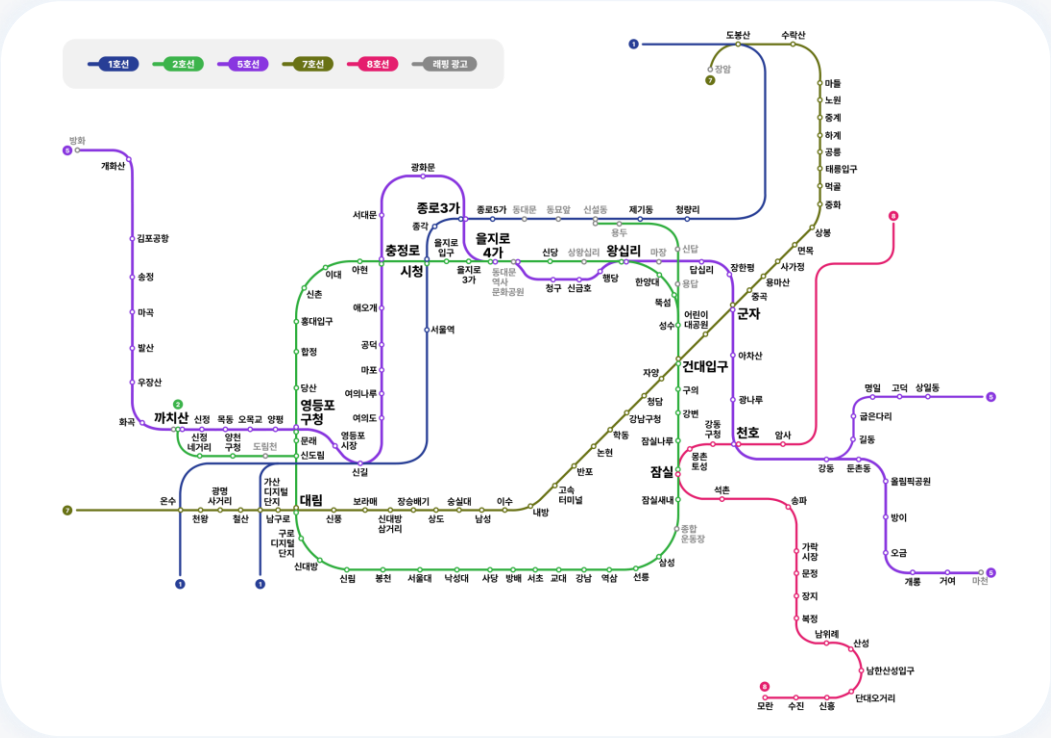 1호선
2호선
5호선
7호선
8호선
래핑 광고
1
도봉산
수락산
장암
7
마들
노원
중계
하계
공릉
태릉입구
먹골
중화
상봉
면목
사가정
용마산
중곡
5
방화
개화산
김포공항
송정
마곡
발산
우장산
화곡
까치산
2
신정
목동
오목교
양평
신정
네거리
양천
구청
도림천
영등포
구청
문래
신도림
영등포
시장
신길
광화문
서대문
종로3가
종각
종로5가
동대문
동묘앞
신설동
제기동
청량리
용두
신답
용답
충정로
시청
을지로
입구
을지로
3가
을지로
4가
동대문
역사
문화공원
신당
상왕십리
왕십리
마장
청구
신금호
행당
한양대
뚝섬
성수
답십리
장한평
군자
어린이
대공원
건대입구
이대
아현
신촌
홍대입구
합정
당산
애오개
공덕
마포
여의나루
여의도
서울역
아차산
광나루
구의
강변
잠실나루
잠실
잠실새내
종합
운동장
삼성
자양
청담
강남구청
학동
논현
반포
고속
터미널
내방
천호
강동
구청
몽촌
토성
암사
8
명일
고덕
상일동
5
굽은다리
길동
강동
둔촌동
올림픽공원
방이
오금
개롱
거여
마천
5
석촌
송파
가락
시장
문정
장지
복정
남위례
산성
남한산성입구
단대오거리
8
모란
수진
신흥
7
온수
천왕
광명
사거리
철산
가산
디지털
단지
남구로
대림
신풍
보라매
신대방
삼거리
장승배기
상도
숭실대
남성
이수
구로
디지털
단지
신대방
신림
봉천
서울대
낙성대
사당
방배
서초
교대
강남
역삼
선릉
1
1